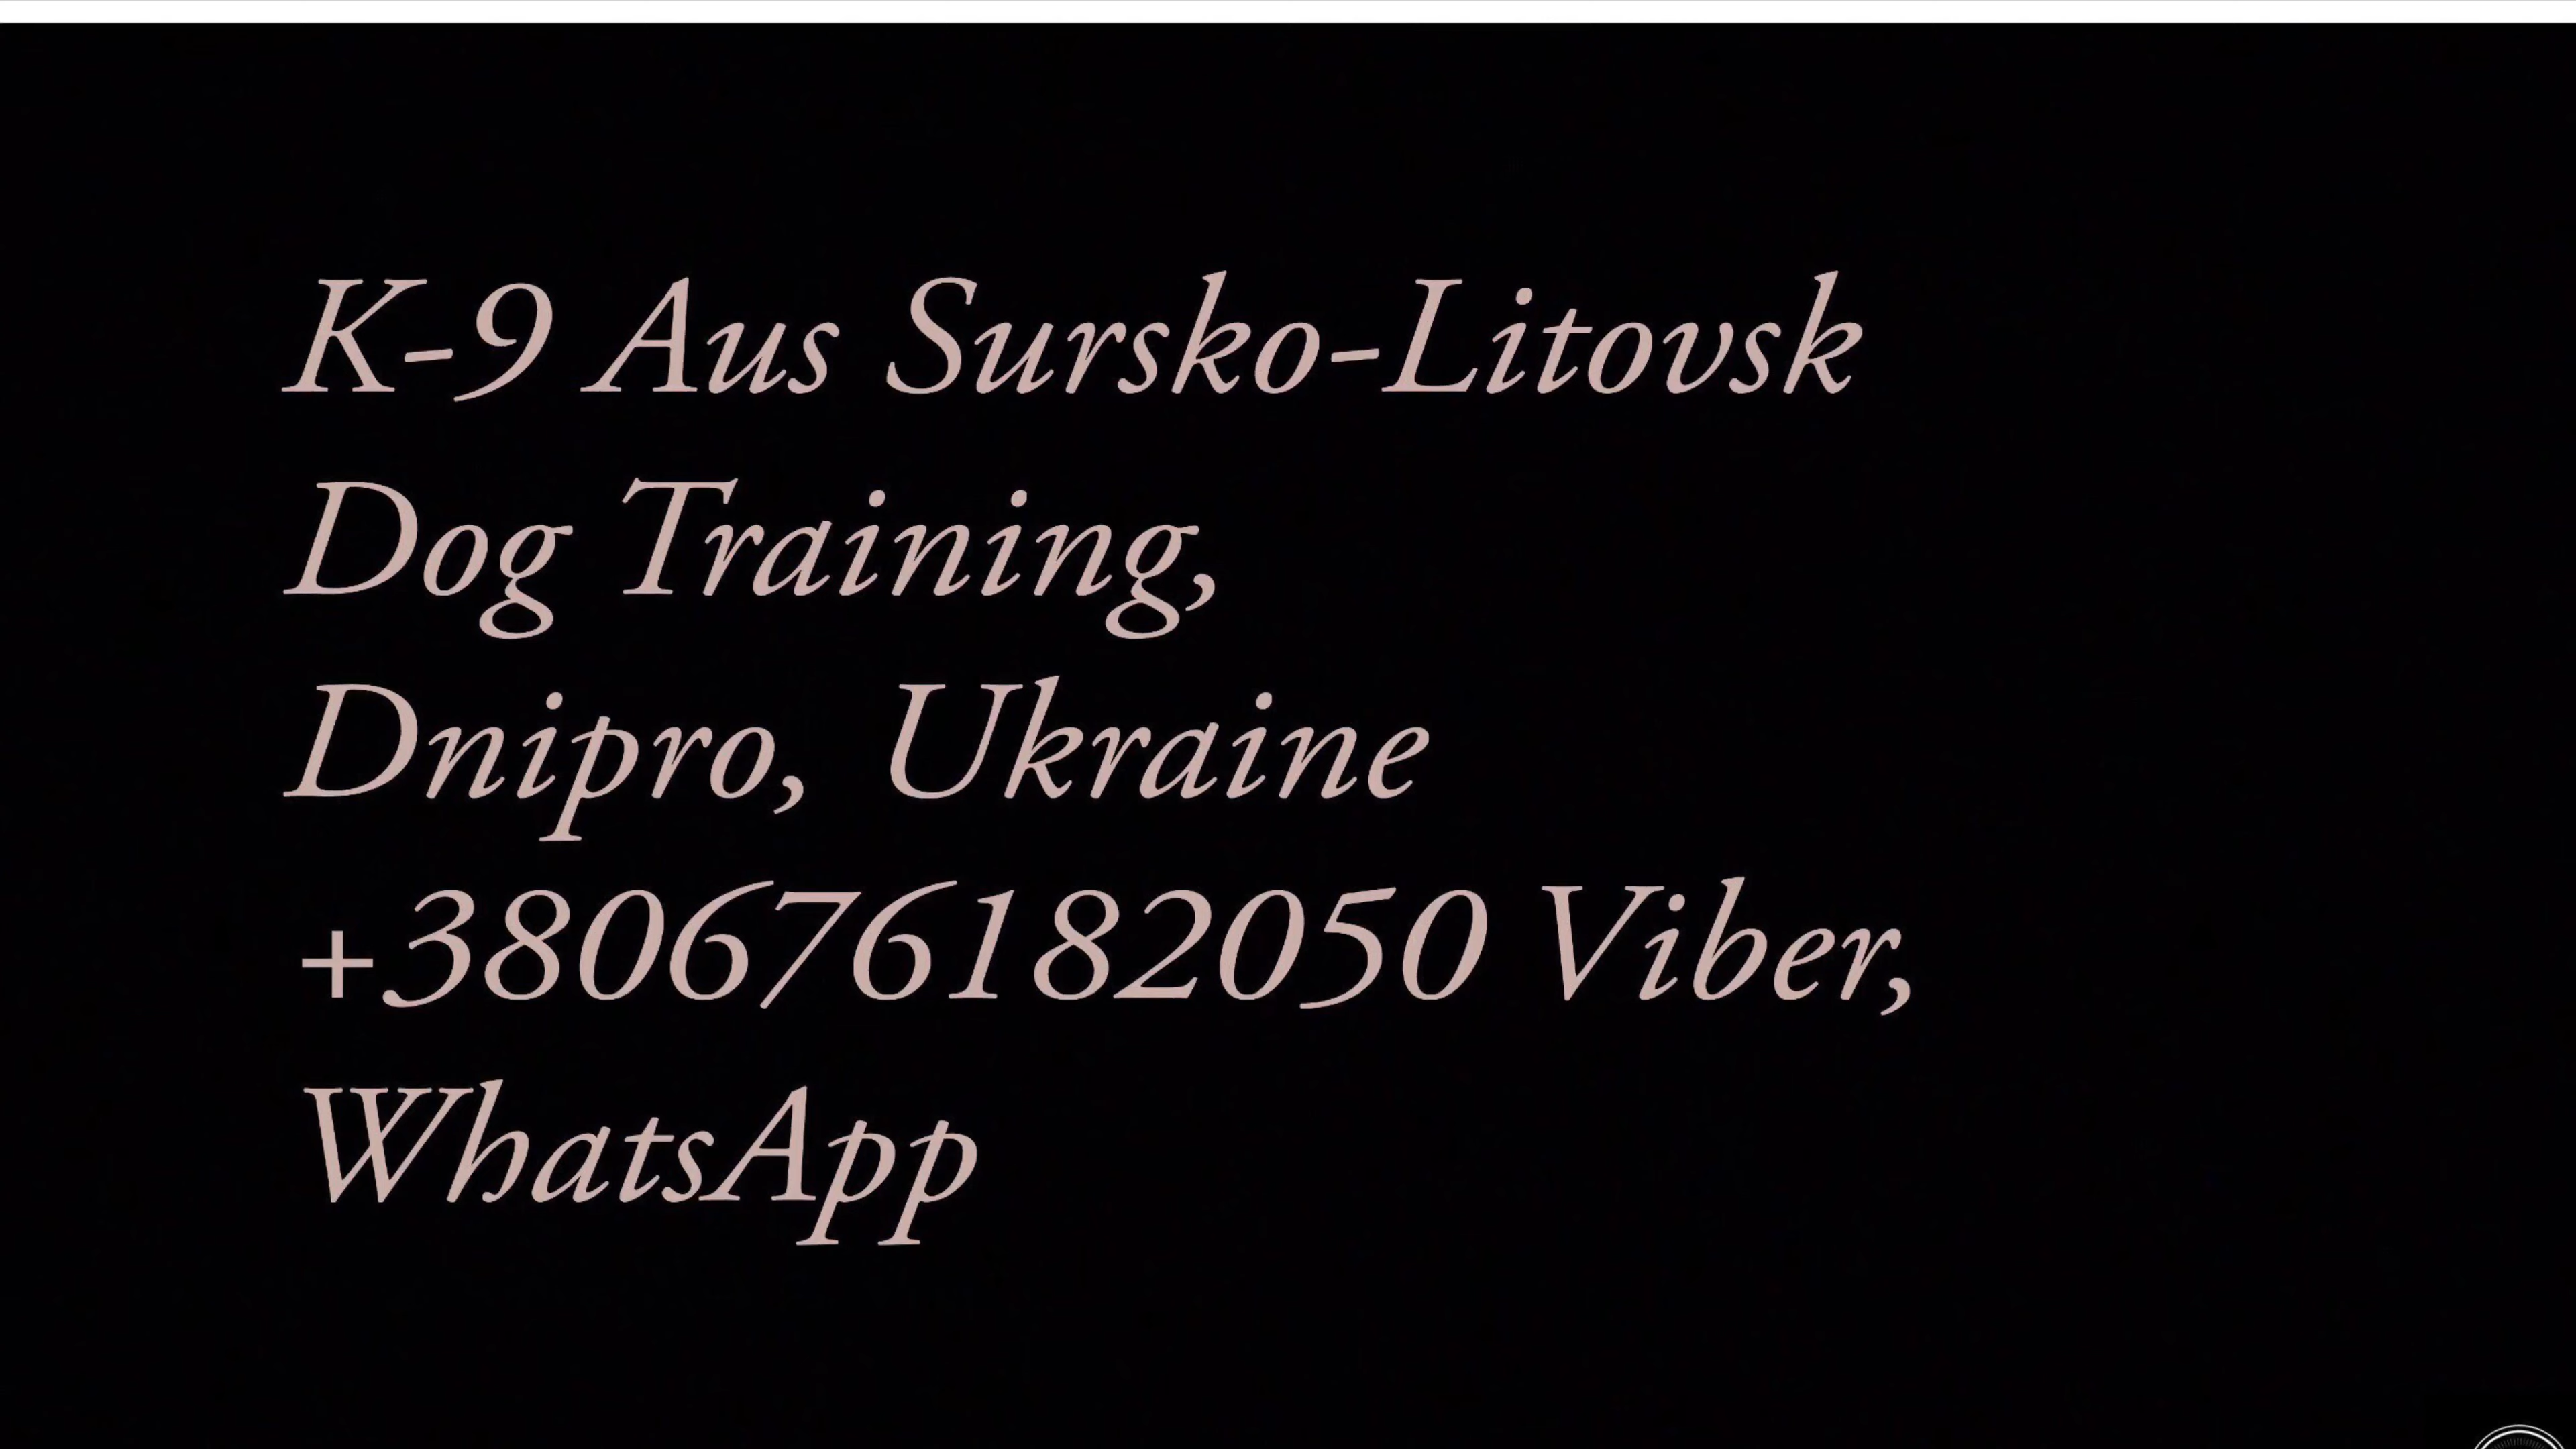 K-9 Aus Sursko-Litovsk
Dog Training,
Dnipro, Ukraine
+380676182050 Viber,
WhatsApp